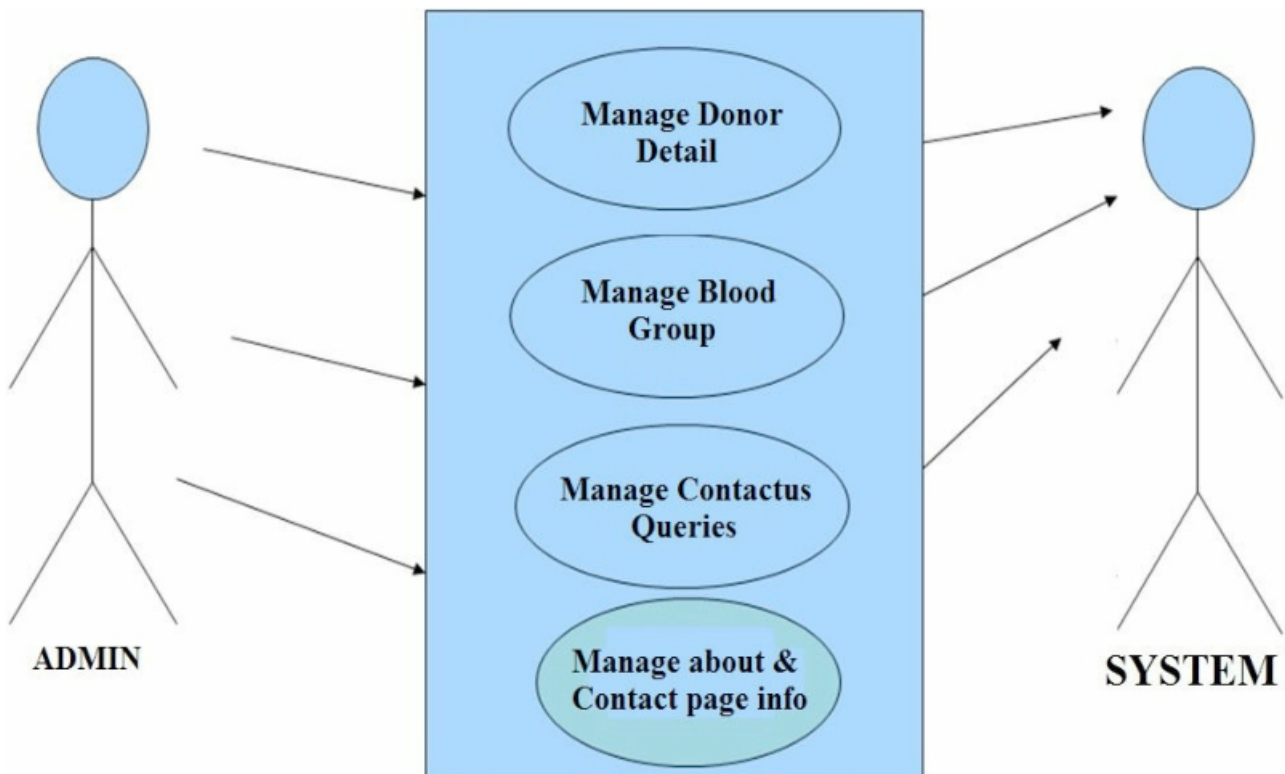 Manage Donor
Detail
Manage Blood
Group
Manage Contactus
Queries
Manage about &
Contact page info
ADMIN
SYSTEM